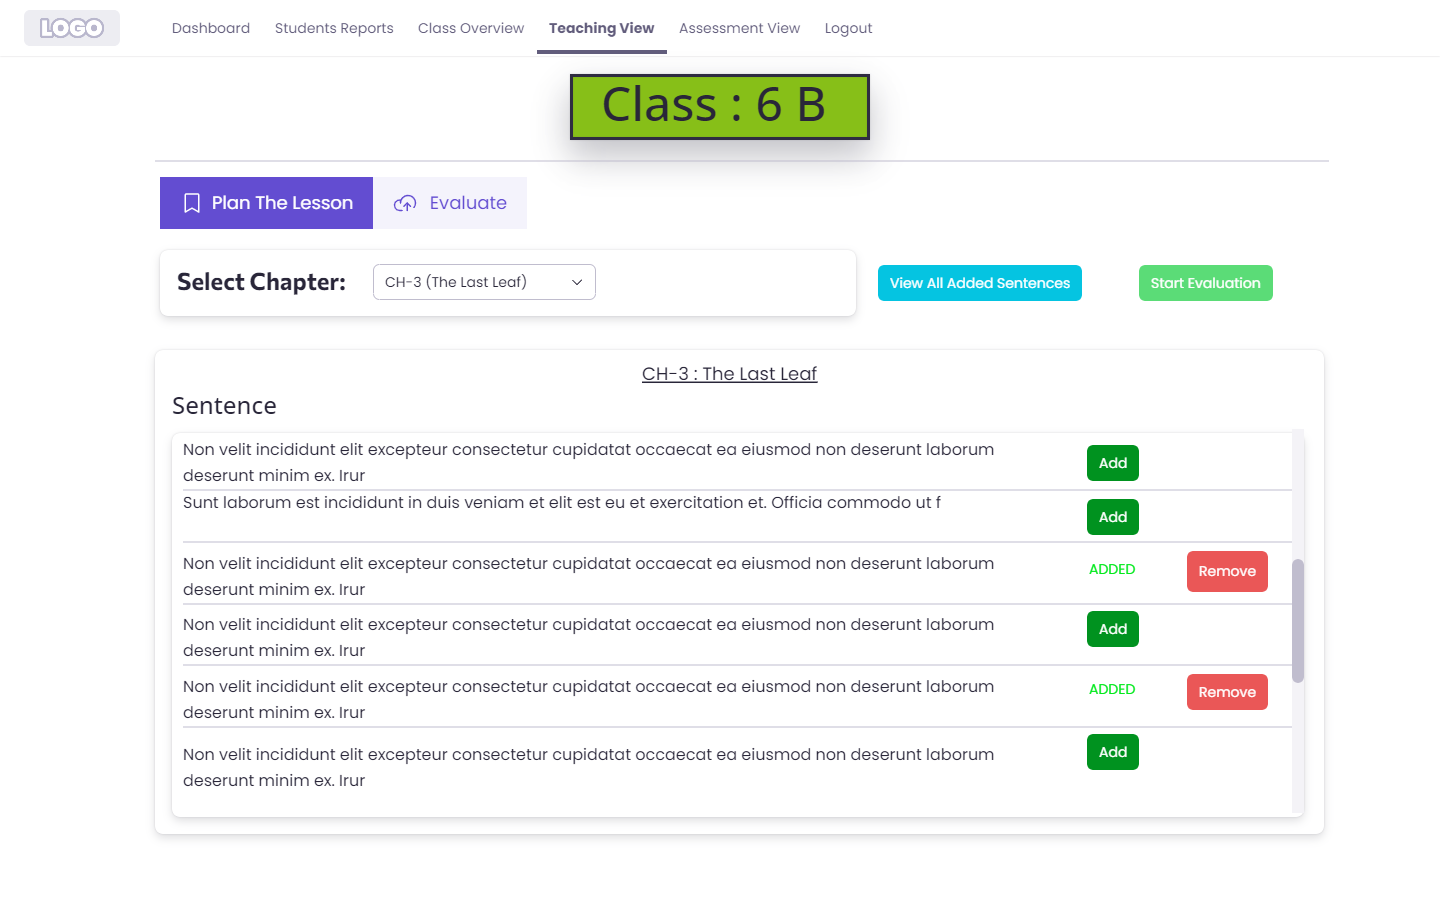 LOGO
Dashboard Students Reports Class Overview Teaching View Assessment View Logout
Class : 6 B
Plan The Lesson Evaluate
Select Chapter: CH-3 (The Last Leaf) View All Added Sentences Start Evaluation
CH-3 : The Last Leaf
Sentence
Non velit incididunt elit excepteur consectetur cupidatat occaecat ea eiusmod non deserunt laborum
deserunt minim ex. Irur
Add
Sunt laborum est incididunt in duis veniam et elit est eu et exercitation et. Officia commodo ut f
Add
Non velit incididunt elit excepteur consectetur cupidatat occaecat ea eiusmod non deserunt laborum
deserunt minim ex. Irur
ADDED Remove
Non velit incididunt elit excepteur consectetur cupidatat occaecat ea eiusmod non deserunt laborum
deserunt minim ex. Irur
Add
Non velit incididunt elit excepteur consectetur cupidatat occaecat ea eiusmod non deserunt laborum
deserunt minim ex. Irur
ADDED Remove
Non velit incididunt elit excepteur consectetur cupidatat occaecat ea eiusmod non deserunt laborum
deserunt minim ex. Irur
Add